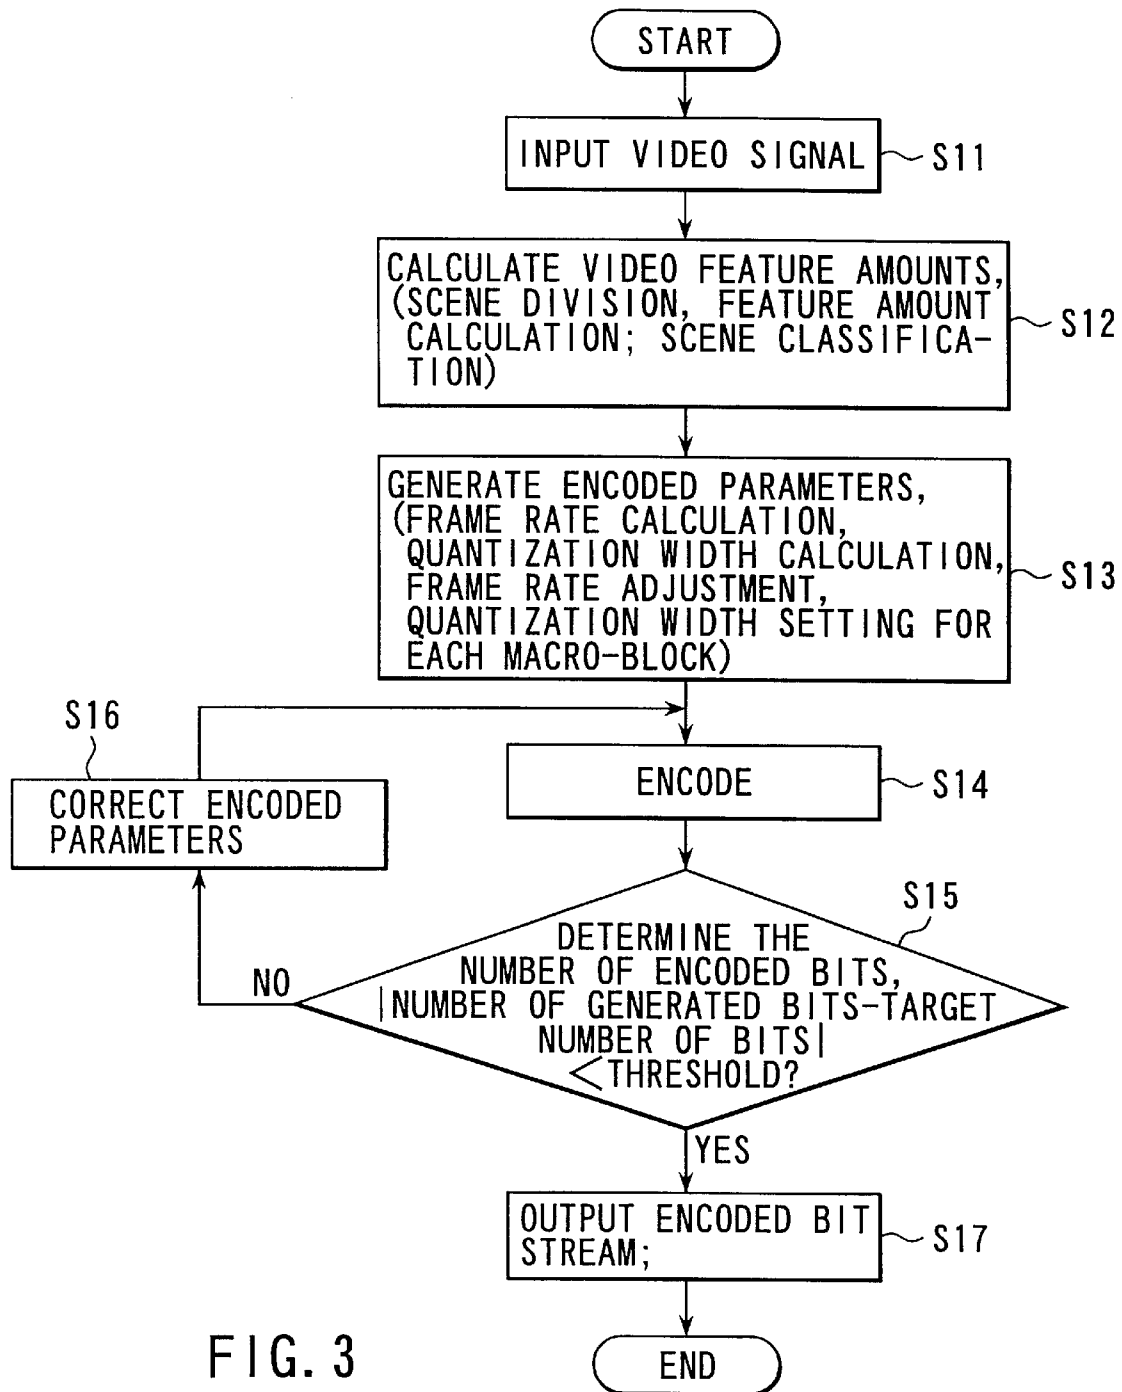 START
INPUT VIDEO SIGNAL
S11
CALCULATE VIDEO FEATURE AMOUNTS,
(SCENE DIVISION, FEATURE AMOUNT
CALCULATION; SCENE CLASSIFICA-
TION)
S12
GENERATE ENCODED PARAMETERS,
(FRAME RATE CALCULATION,
QUANTIZATION WIDTH CALCULATION,
FRAME RATE ADJUSTMENT,
QUANTIZATION WIDTH SETTING FOR
EACH MACRO-BLOCK)
S13
S16
CORRECT ENCODED
PARAMETERS
ENCODE
S14
S15
DETERMINE THE
NUMBER OF ENCODED BITS,
|NUMBER OF GENERATED BITS-TARGET
NUMBER OF BITS|
<THRESHOLD?
NO
YES
OUTPUT ENCODED BIT
STREAM;
S17
END
FIG. 3